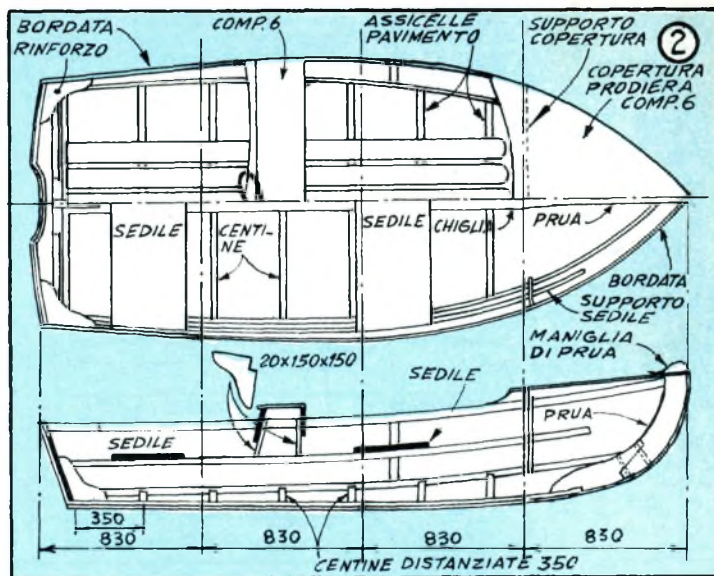 BORDATA
RINFORZO
COMP. 6
ASSICELLE
PAVIMENTO
SUPPORTO
COPERTURA
2
COPERTURA
PRODIERA
COMP. 6
SEDILE
CENTI-
NE
SEDILE
CHIGLIA
PRUA
BORDATA
SUPPORTO
SEDILE
MANIGLIA
DI PRUA
20x150x150
SEDILE
SEDILE
PRUA
350
830
830
830
830
CENTINE DISTANZIATE 350